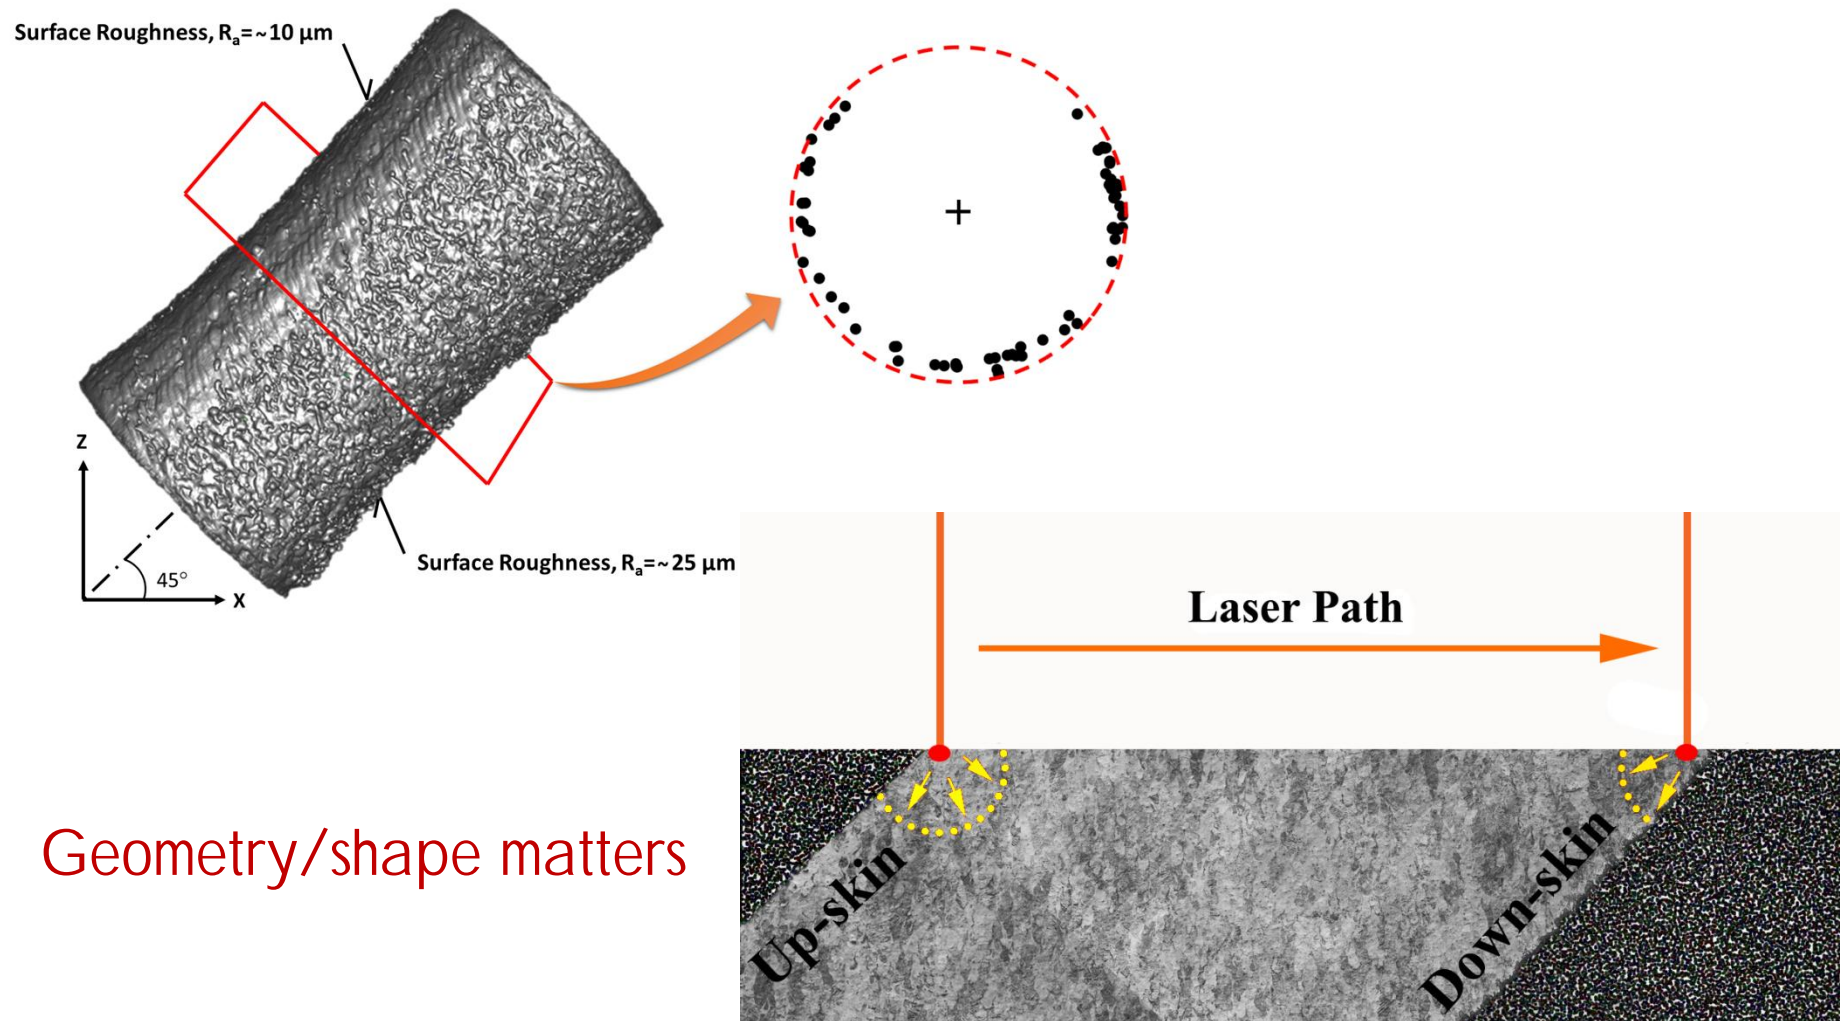 Surface Roughness, Ra=~10 µm
Z
45°
X
Surface Roughness, Ra=~25 µm
Laser Path
Up-skin
Down-skin
Geometry/shape matters